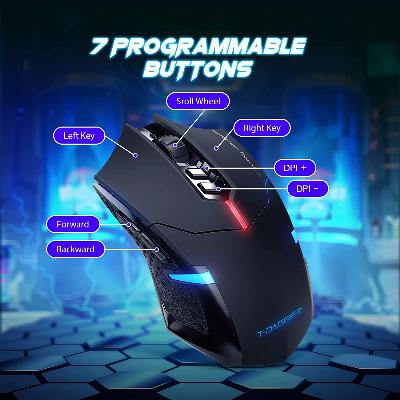 7 PROGRAMMABLE
BUTTONS
Sroll Wheel
Left Key
Right Key
DPI +
DPI −
Forward
Backward
T-DAGGER